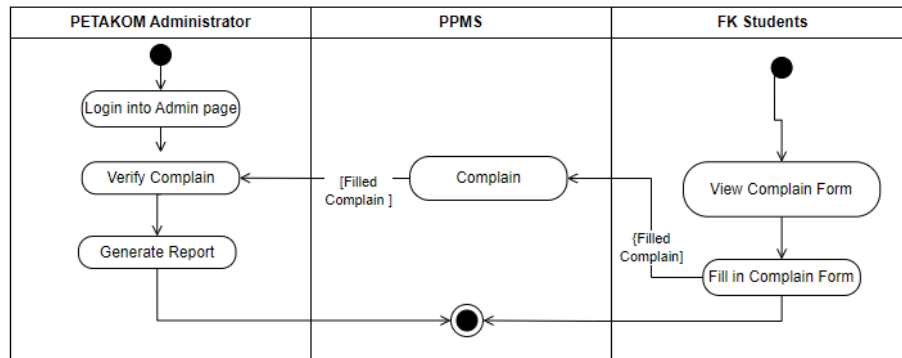 PETAKOM Administrator
PPMS
FK Students
Login into Admin page
Verify Complain
[Filled
Complain ]
Complain
View Complain Form
{Filled
Complain]
Generate Report
Fill in Complain Form